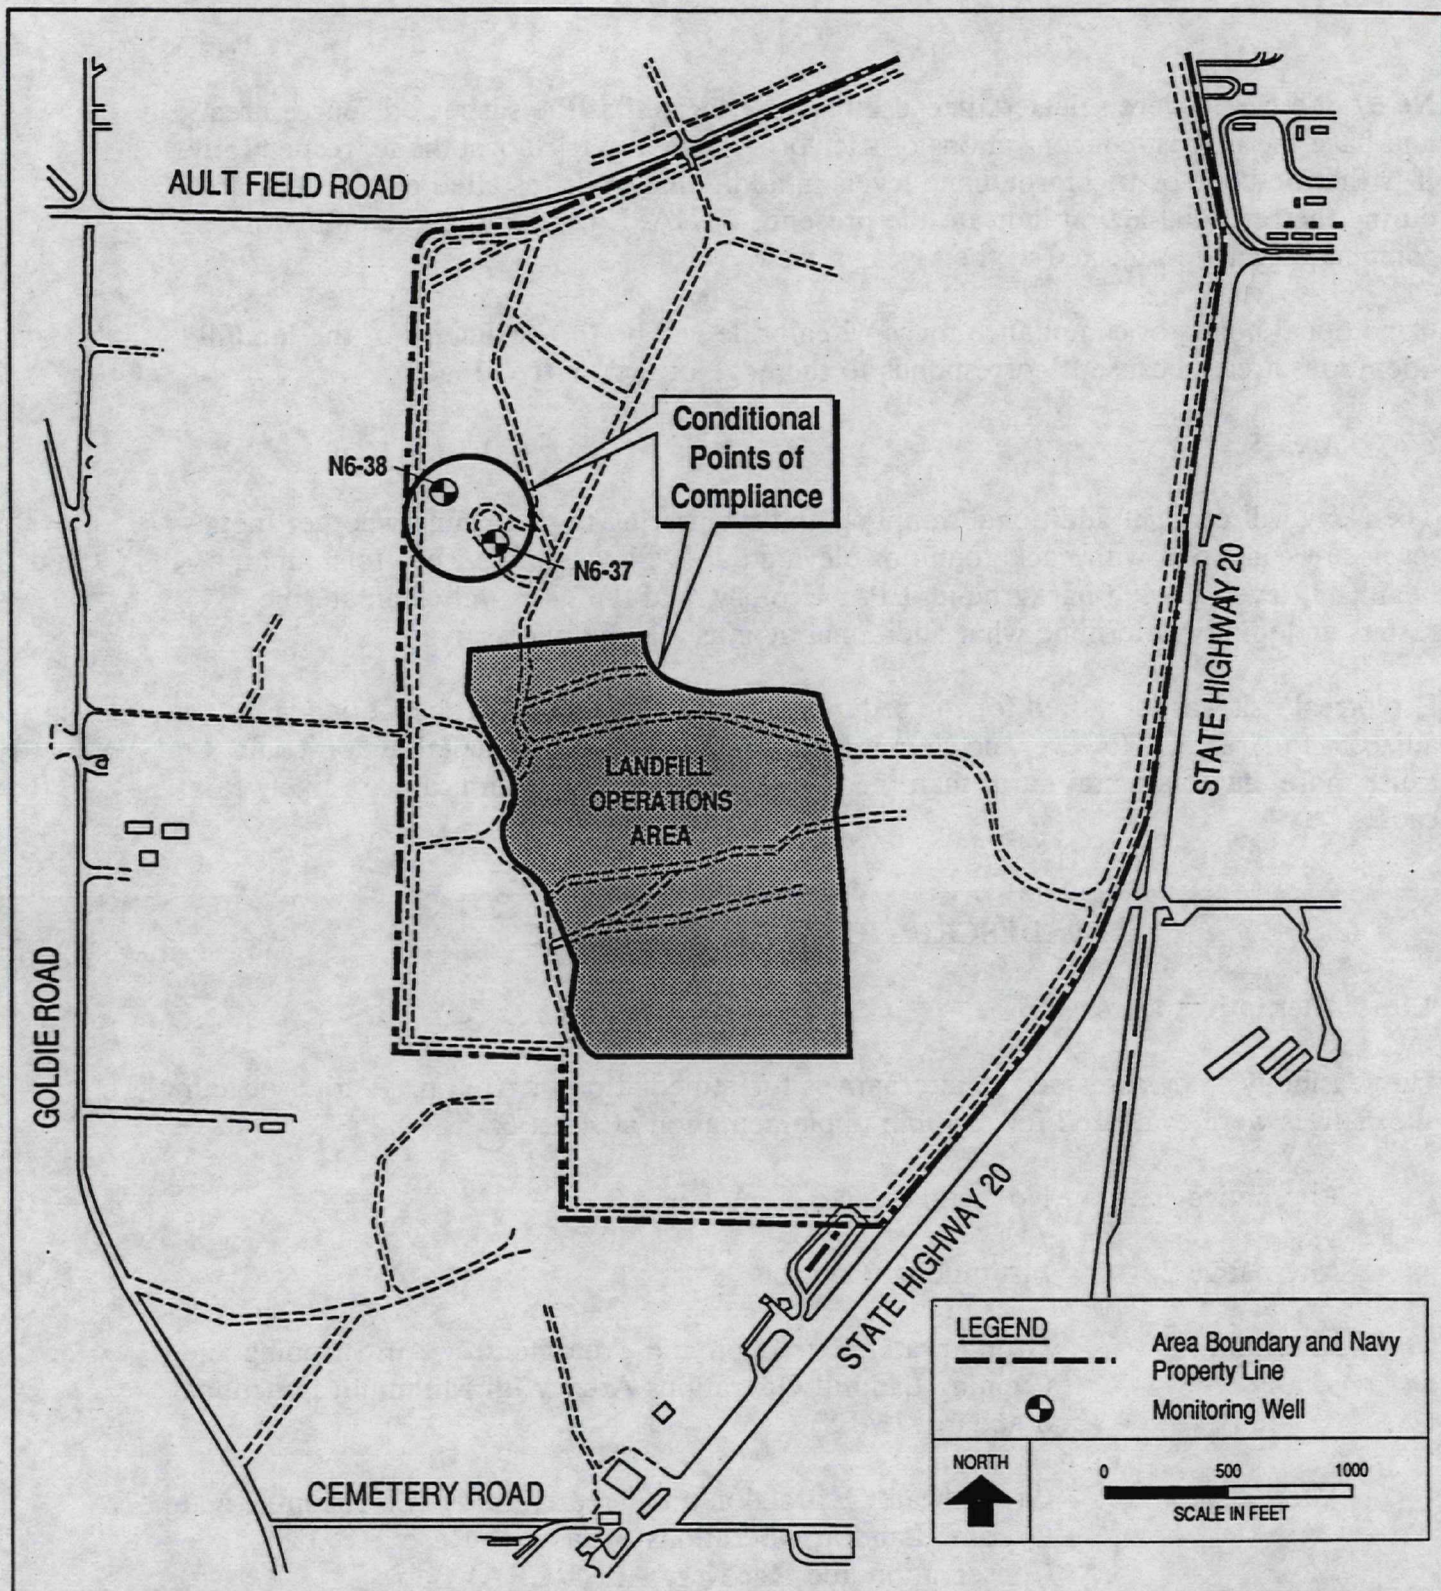 AULT FIELD ROAD
Conditional
Points of
Compliance
N6-38
N6-37
STATE HIGHWAY 20
LANDFILL
OPERATIONS
AREA
GOLDIE ROAD
STATE HIGHWAY 20
CEMETERY ROAD
LEGEND
Area Boundary and Navy
Property Line
Monitoring Well
NORTH
0 500 1000
SCALE IN FEET